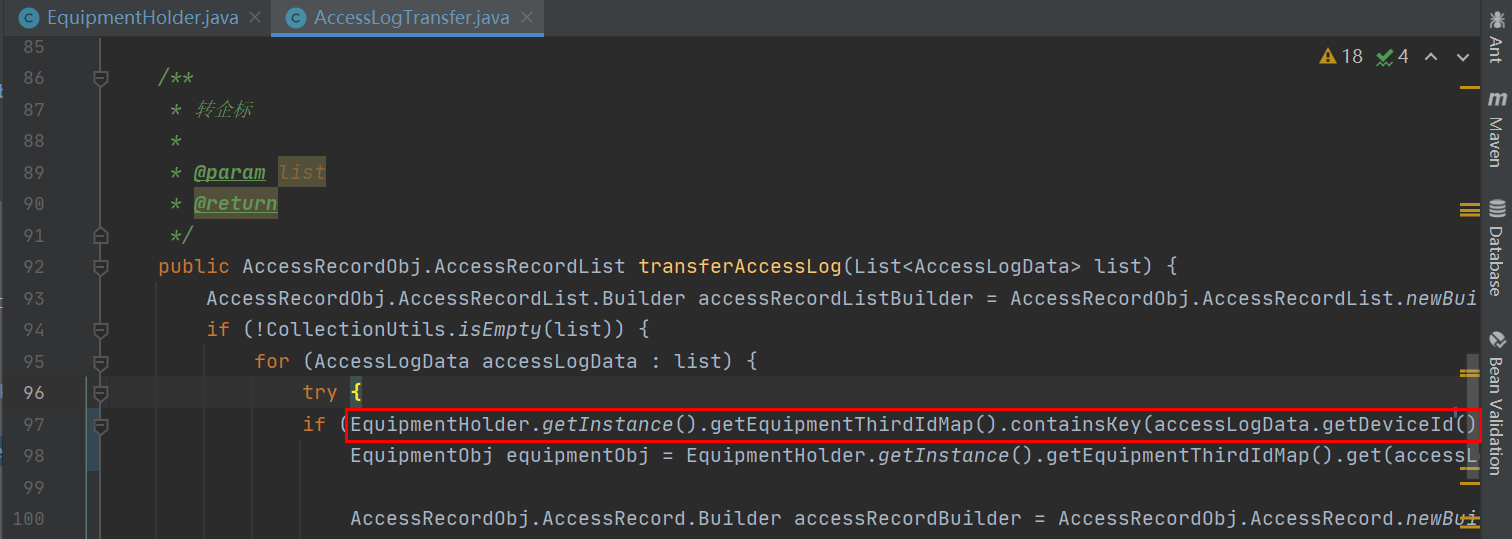 EquipmentHolder.java
AccessLogTransfer.java
18 4
85
86 /**
87 * 转企标
88 *
89 * @param list
90 * @return
91 */
92 public AccessRecordObj.AccessRecordList transferAccessLog(List<AccessLogData> list) {
93 AccessRecordObj.AccessRecordList.Builder accessRecordListBuilder = AccessRecordObj.AccessRecordList.newBui
94 if (!CollectionUtils.isEmpty(list)) {
95 for (AccessLogData accessLogData : list) {
96 try {
97 if (EquipmentHolder.getInstance().getEquipmentThirdIdMap().containsKey(accessLogData.getDeviceId()
98 EquipmentObj equipmentObj = EquipmentHolder.getInstance().getEquipmentThirdIdMap().get(accessL
99
100 AccessRecordObj.AccessRecord.Builder accessRecordBuilder = AccessRecordObj.AccessRecord.newBui
Ant
Maven
Database
Bean Validation